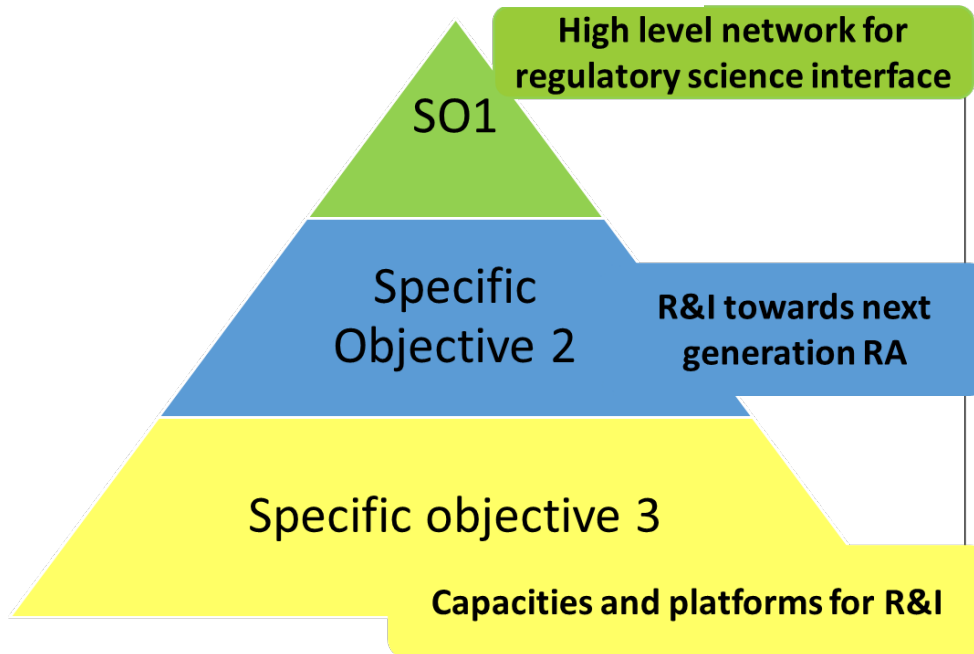 High level network for
regulatory science interface
SO1
Specific
Objective 2
R&I towards next
generation RA
Specific objective 3
Capacities and platforms for R&I